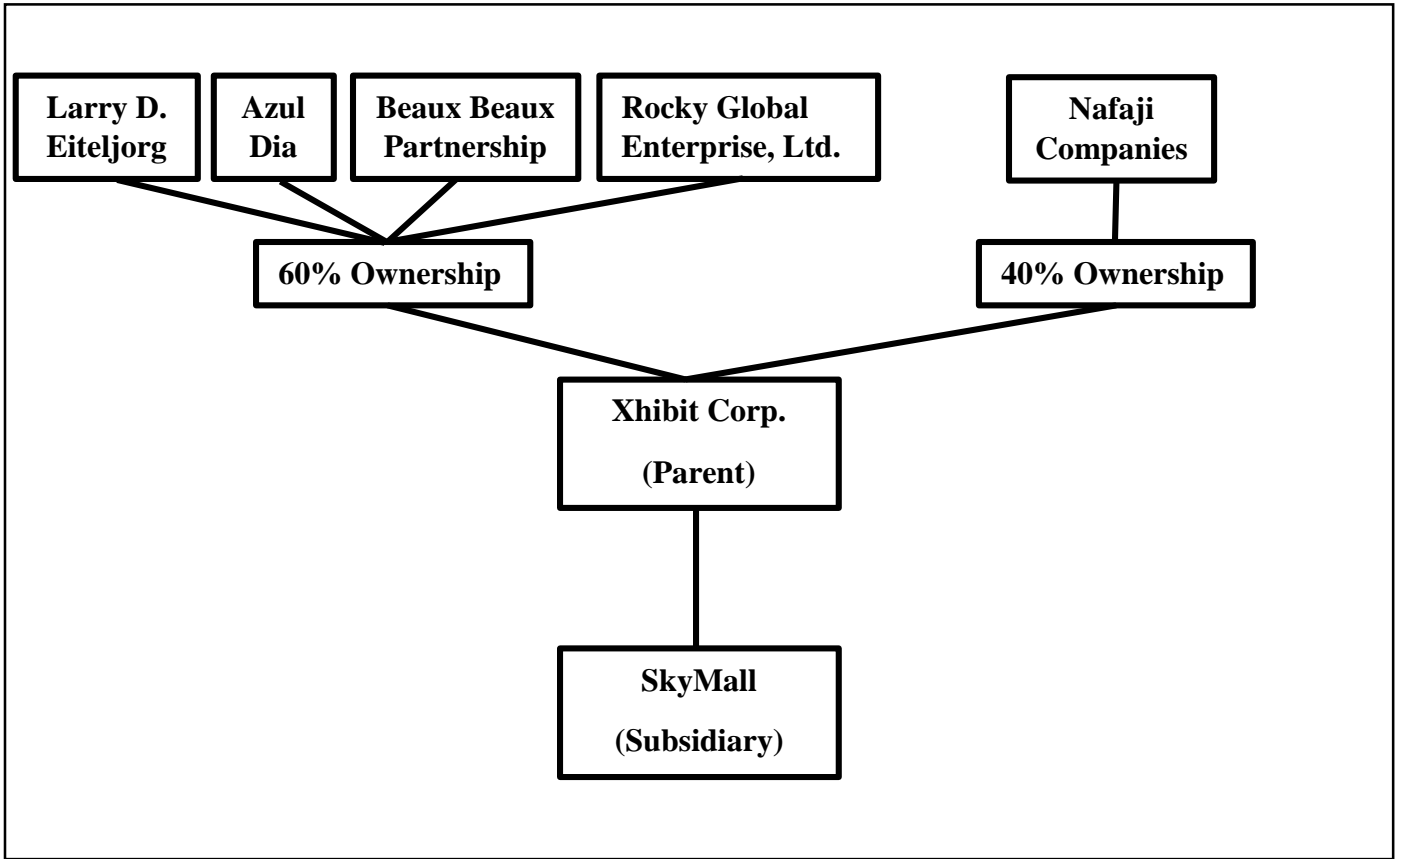 Larry D.
Eiteljorg
Azul
Dia
Beaux Beaux
Partnership
Rocky Global
Enterprise, Ltd.
Nafaji
Companies
60% Ownership
40% Ownership
Xhibit Corp.
(Parent)
SkyMall
(Subsidiary)